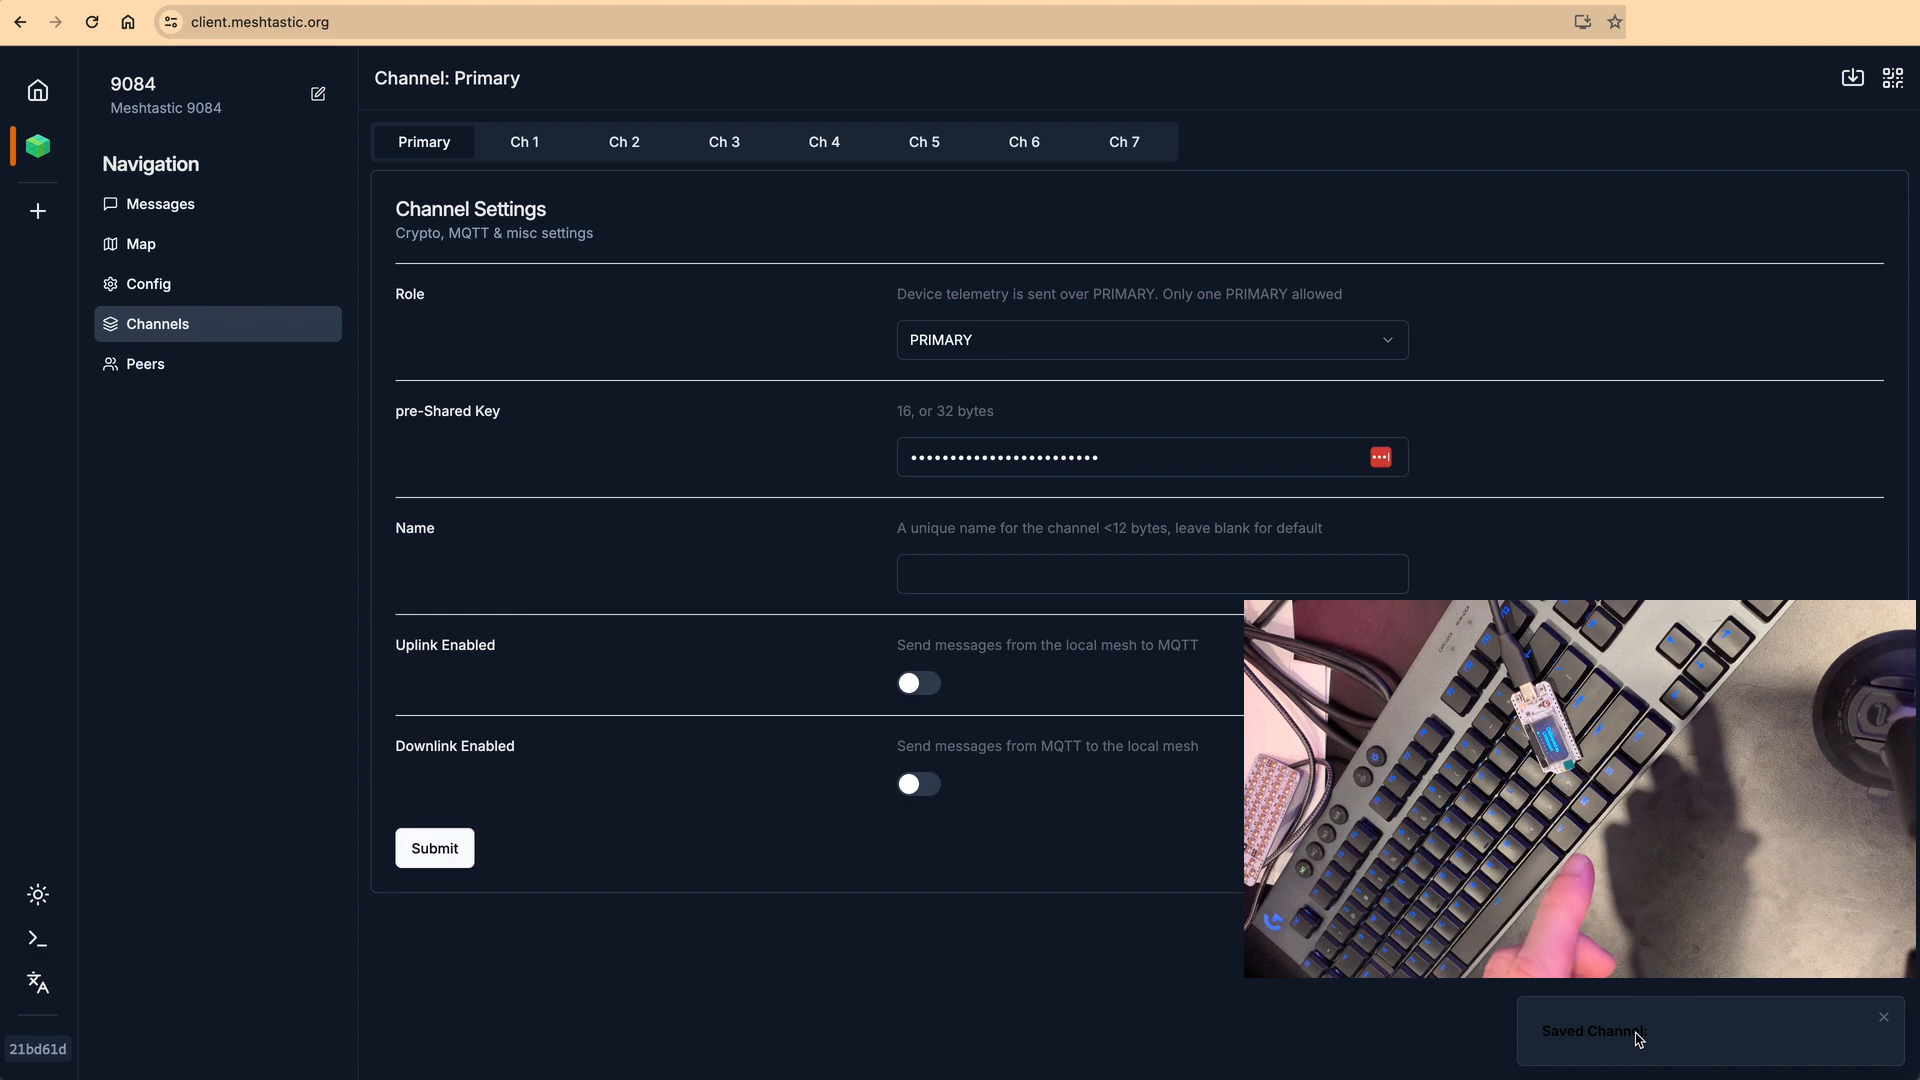 client.meshtastic.org
9084
Meshtastic 9084
Navigation
Messages
Map
Config
Channels
Peers
21bd61d
Channel: Primary
Primary
Ch 1
Ch 2
Ch 3
Ch 4
Ch 5
Ch 6
Ch 7
Channel Settings
Crypto, MQTT & misc settings
Role
Device telemetry is sent over PRIMARY. Only one PRIMARY allowed
PRIMARY
pre-Shared Key
16, or 32 bytes
••••••••••••••••••••••••
Name
A unique name for the channel <12 bytes, leave blank for default
Uplink Enabled
Send messages from the local mesh to MQTT
Downlink Enabled
Send messages from MQTT to the local mesh
Submit
Saved Channel: